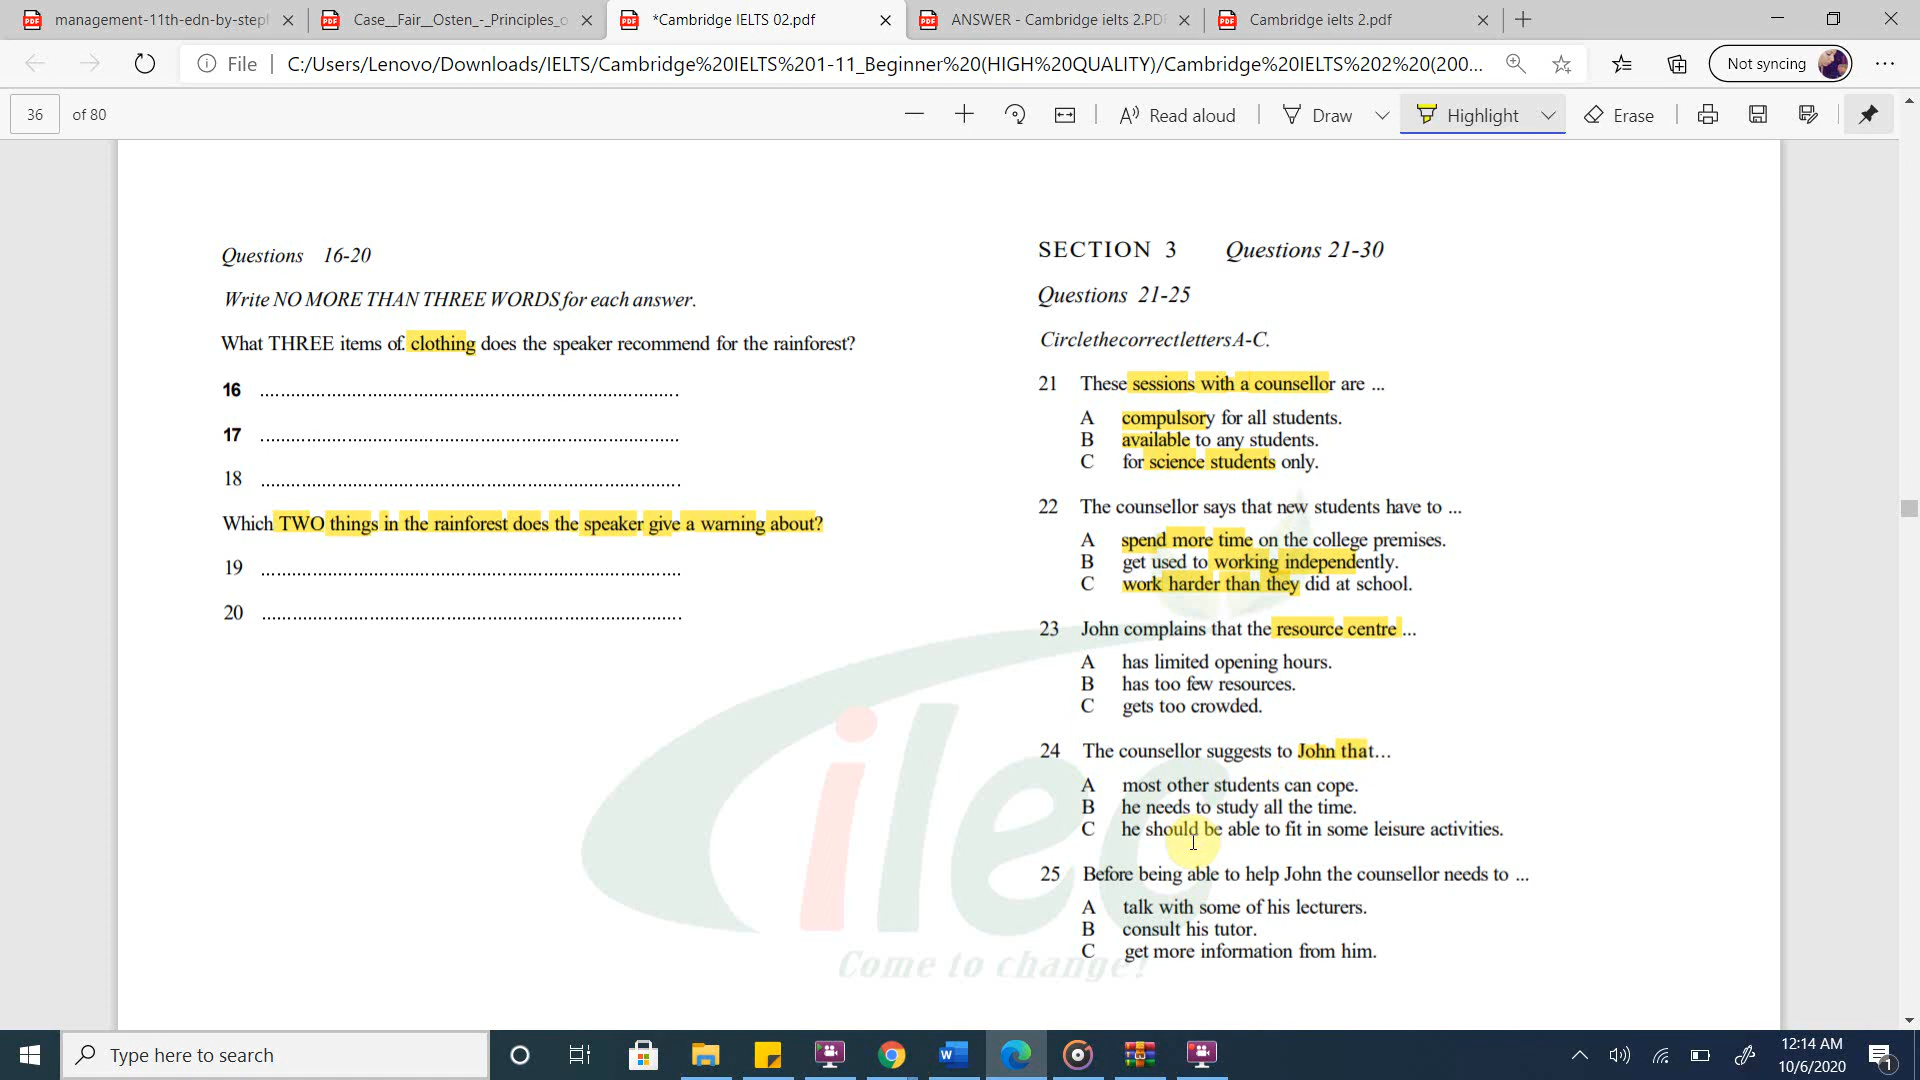 management-11th-edn-by-step
Case__Fair__Osten_-_Principles_o
*Cambridge IELTS 02.pdf
ANSWER - Cambridge ielts 2.PDF
Cambridge ielts 2.pdf
File
C:/Users/Lenovo/Downloads/IELTS/Cambridge%20IELTS%201-11_Beginner%20(HIGH%20QUALITY)/Cambridge%20IELTS%202%20(200...
Not syncing
36 of 80
Read aloud
Draw
Highlight
Erase
Questions 16-20
Write NO MORE THAN THREE WORDS for each answer.
What THREE items of. clothing does the speaker recommend for the rainforest?
16 ................................................................................
17 ................................................................................
18 ................................................................................
Which TWO things in the rainforest does the speaker give a warning about?
19 ................................................................................
20 ................................................................................
SECTION 3 Questions 21-30
Questions 21-25
Circle the correct letters A-C.
21 These sessions with a counsellor are ...
A compulsory for all students.
B available to any students.
C for science students only.
22 The counsellor says that new students have to ...
A spend more time on the college premises.
B get used to working independently.
C work harder than they did at school.
23 John complains that the resource centre ...
A has limited opening hours.
B has too few resources.
C gets too crowded.
24 The counsellor suggests to John that...
A most other students can cope.
B he needs to study all the time.
C he should be able to fit in some leisure activities.
25 Before being able to help John the counsellor needs to ...
A talk with some of his lecturers.
B consult his tutor.
C get more information from him.
ilec
Come to change!
Type here to search
12:14 AM
10/6/2020
1